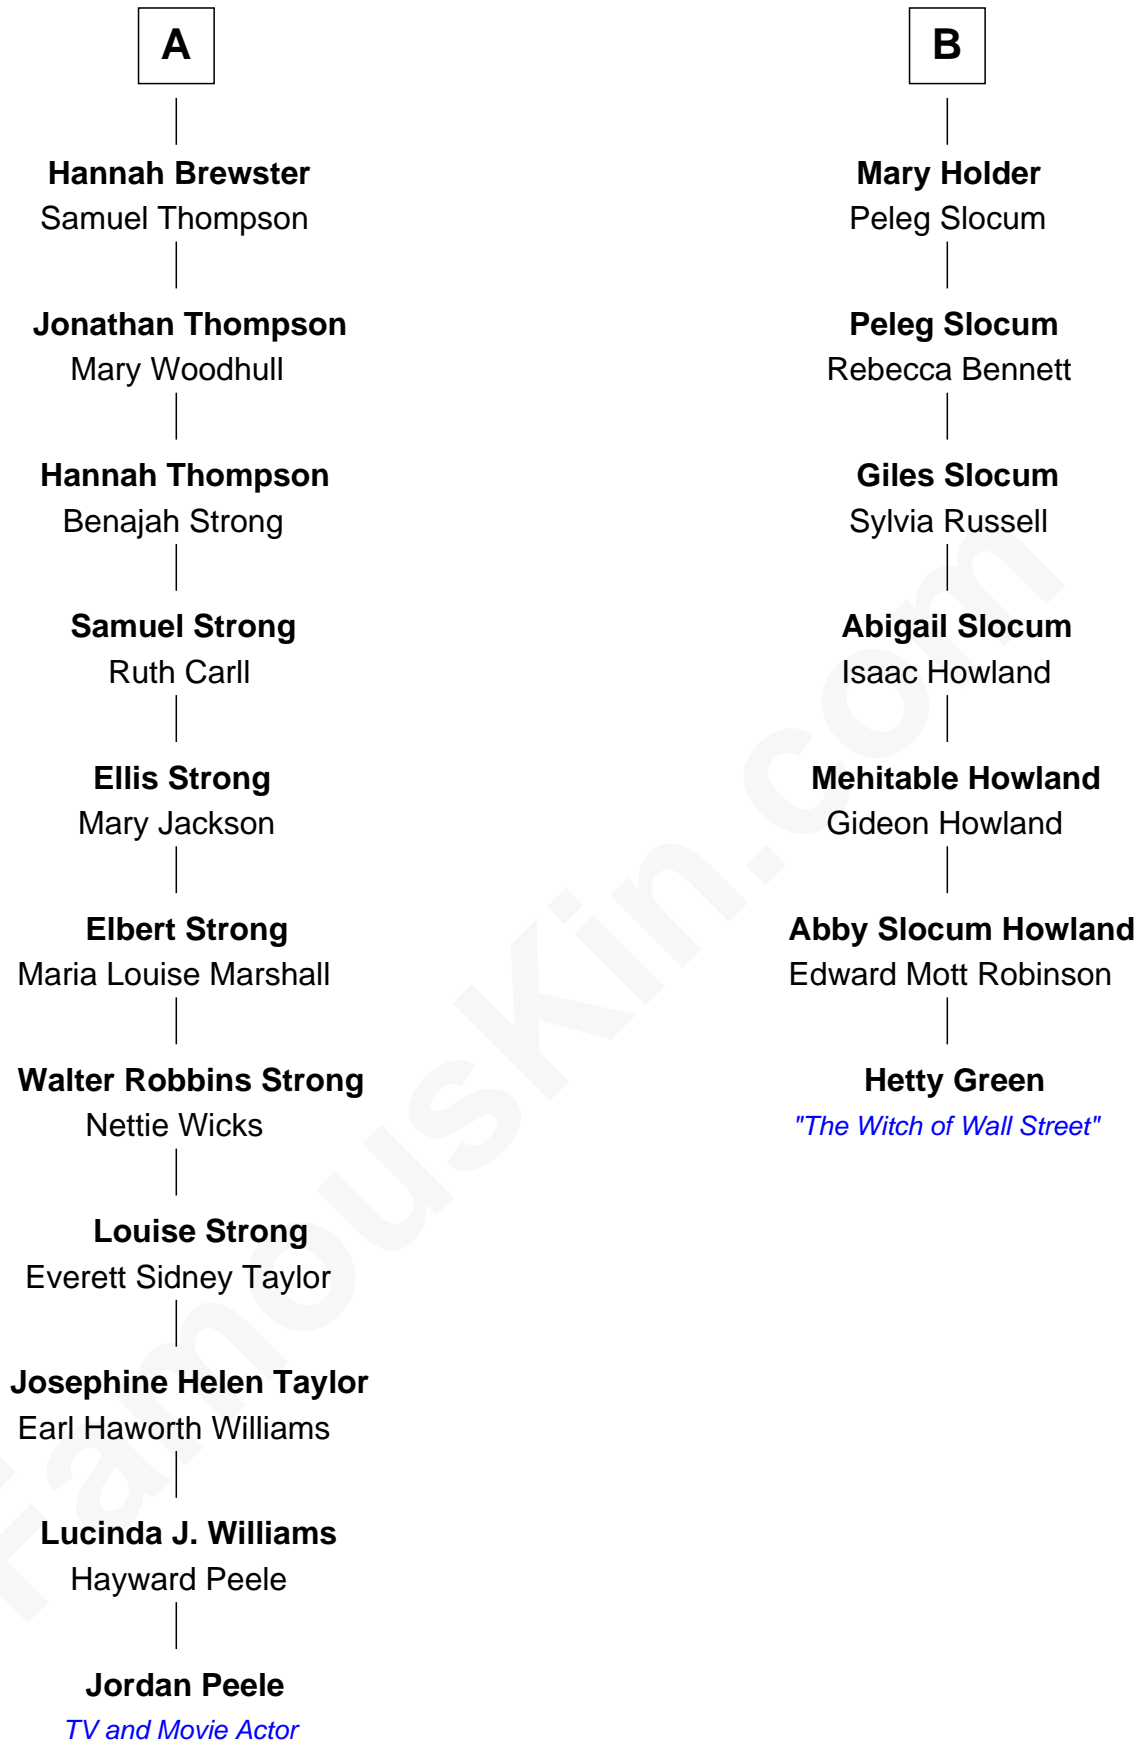 A
Hannah Brewster
Samuel Thompson
Jonathan Thompson
Mary Woodhull
Hannah Thompson
Benajah Strong
Samuel Strong
Ruth Carll
Ellis Strong
Mary Jackson
Elbert Strong
Maria Louise Marshall
Walter Robbins Strong
Nettie Wicks
Louise Strong
Everett Sidney Taylor
Josephine Helen Taylor
Earl Haworth Williams
Lucinda J. Williams
Hayward Peele
Jordan Peele
TV and Movie Actor
B
Mary Holder
Peleg Slocum
Peleg Slocum
Rebecca Bennett
Giles Slocum
Sylvia Russell
Abigail Slocum
Isaac Howland
Mehitable Howland
Gideon Howland
Abby Slocum Howland
Edward Mott Robinson
Hetty Green
"The Witch of Wall Street"
FamousKin.com